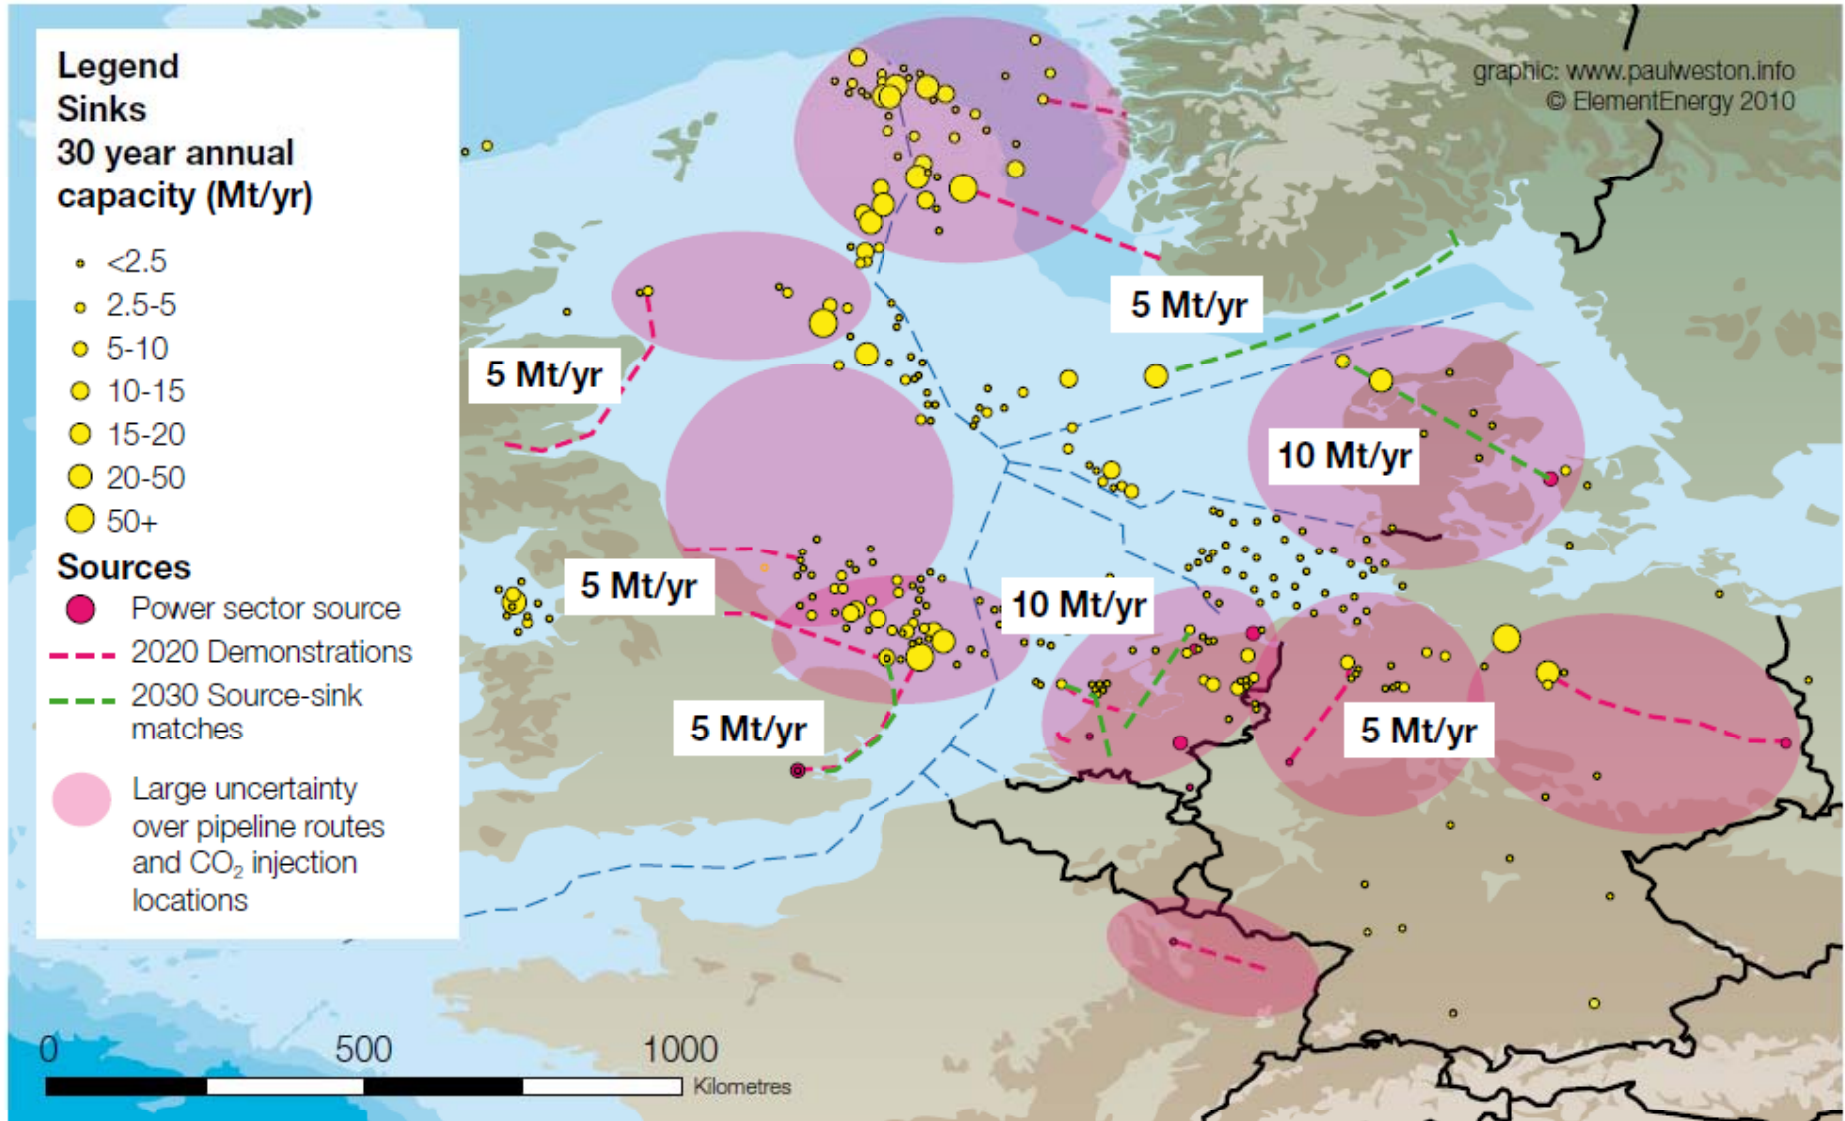 Legend
Sinks
30 year annual
capacity (Mt/yr)
<2.5
2.5-5
5-10
10-15
15-20
20-50
50+
Sources
Power sector source
2020 Demonstrations
2030 Source-sink
matches
Large uncertainty
over pipeline routes
and CO₂ injection
locations
graphic: www.paulweston.info
© ElementEnergy 2010
5 Mt/yr
5 Mt/yr
10 Mt/yr
5 Mt/yr
10 Mt/yr
5 Mt/yr
5 Mt/yr
0 500 1000
Kilometres